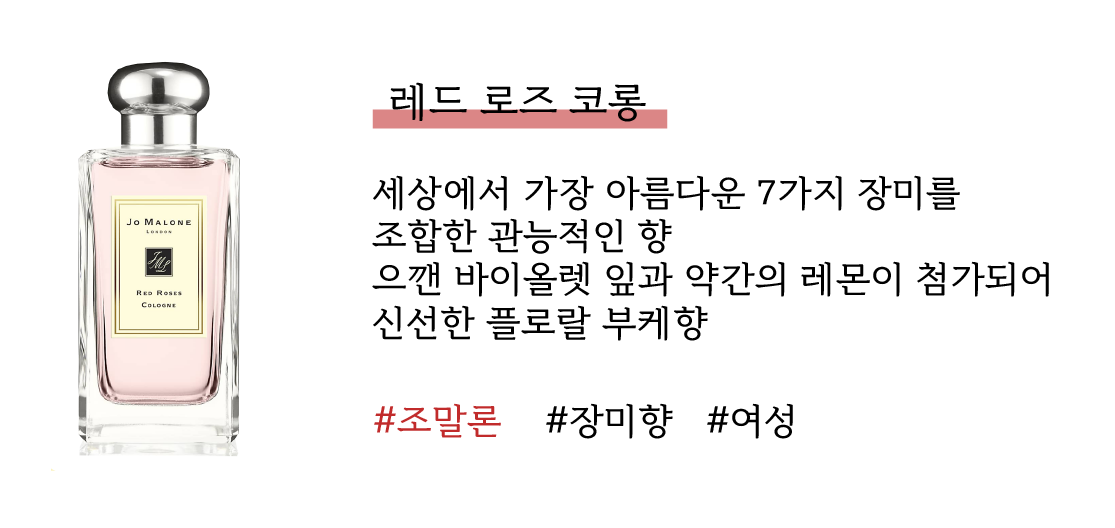 JO MALONE
LONDON
RED ROSES
COLOGNE
레드 로즈 코롱
세상에서 가장 아름다운 7가지 장미를
조합한 관능적인 향
으깬 바이올렛 잎과 약간의 레몬이 첨가되어
신선한 플로랄 부케향
#조말론 #장미향 #여성